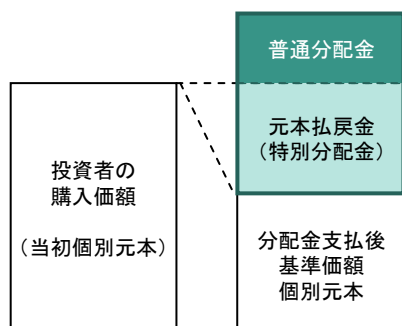 普通分配金
元本払戻金
（特別分配金）
投資者の
購入価額
（当初個別元本）
分配金支払後
基準価額
個別元本